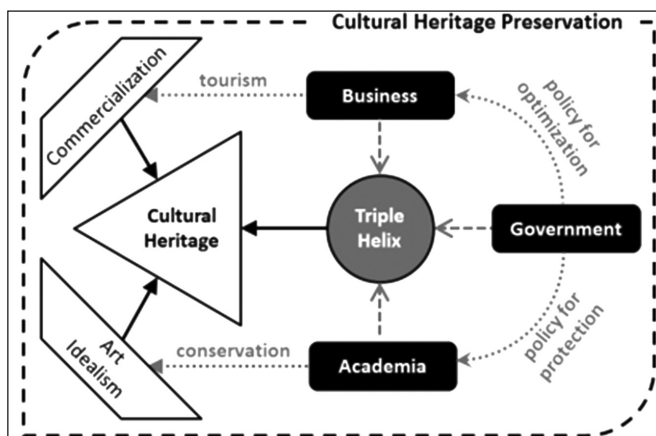 Cultural Heritage Preservation
Commercialization
tourism
Business
policy for
optimization
Cultural
Heritage
Triple
Helix
Government
Art
Idealism
conservation
Academia
policy for
protection